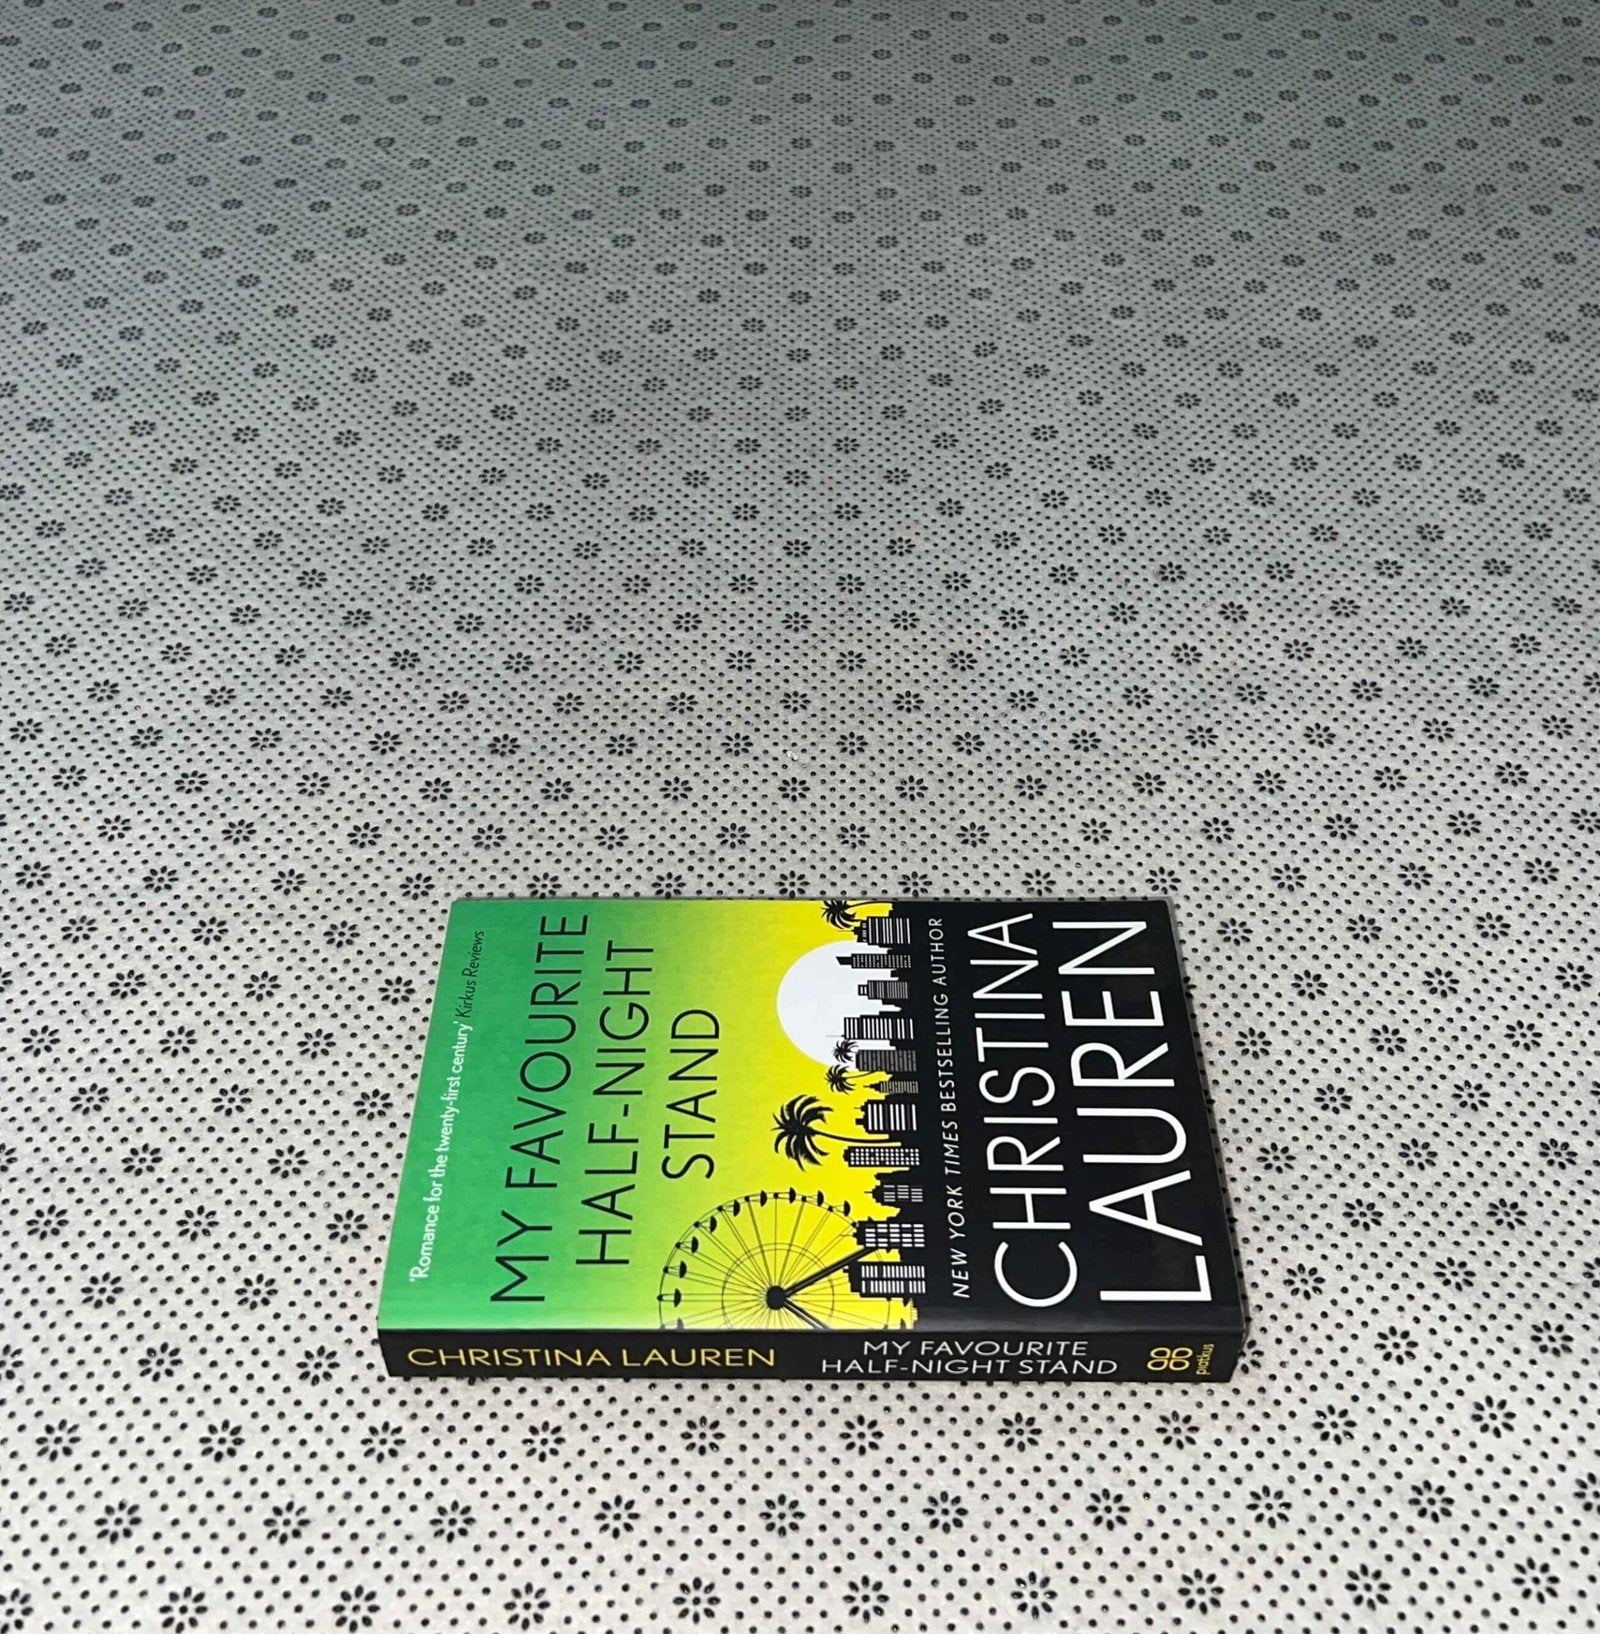 'Romance for the twenty-first century' Kirkus Reviews
MY FAVOURITE
HALF-NIGHT
STAND
NEW YORK TIMES BESTSELLING AUTHOR
CHRISTINA
LAUREN
CHRISTINA LAUREN
MY FAVOURITE
HALF-NIGHT STAND
piatkus